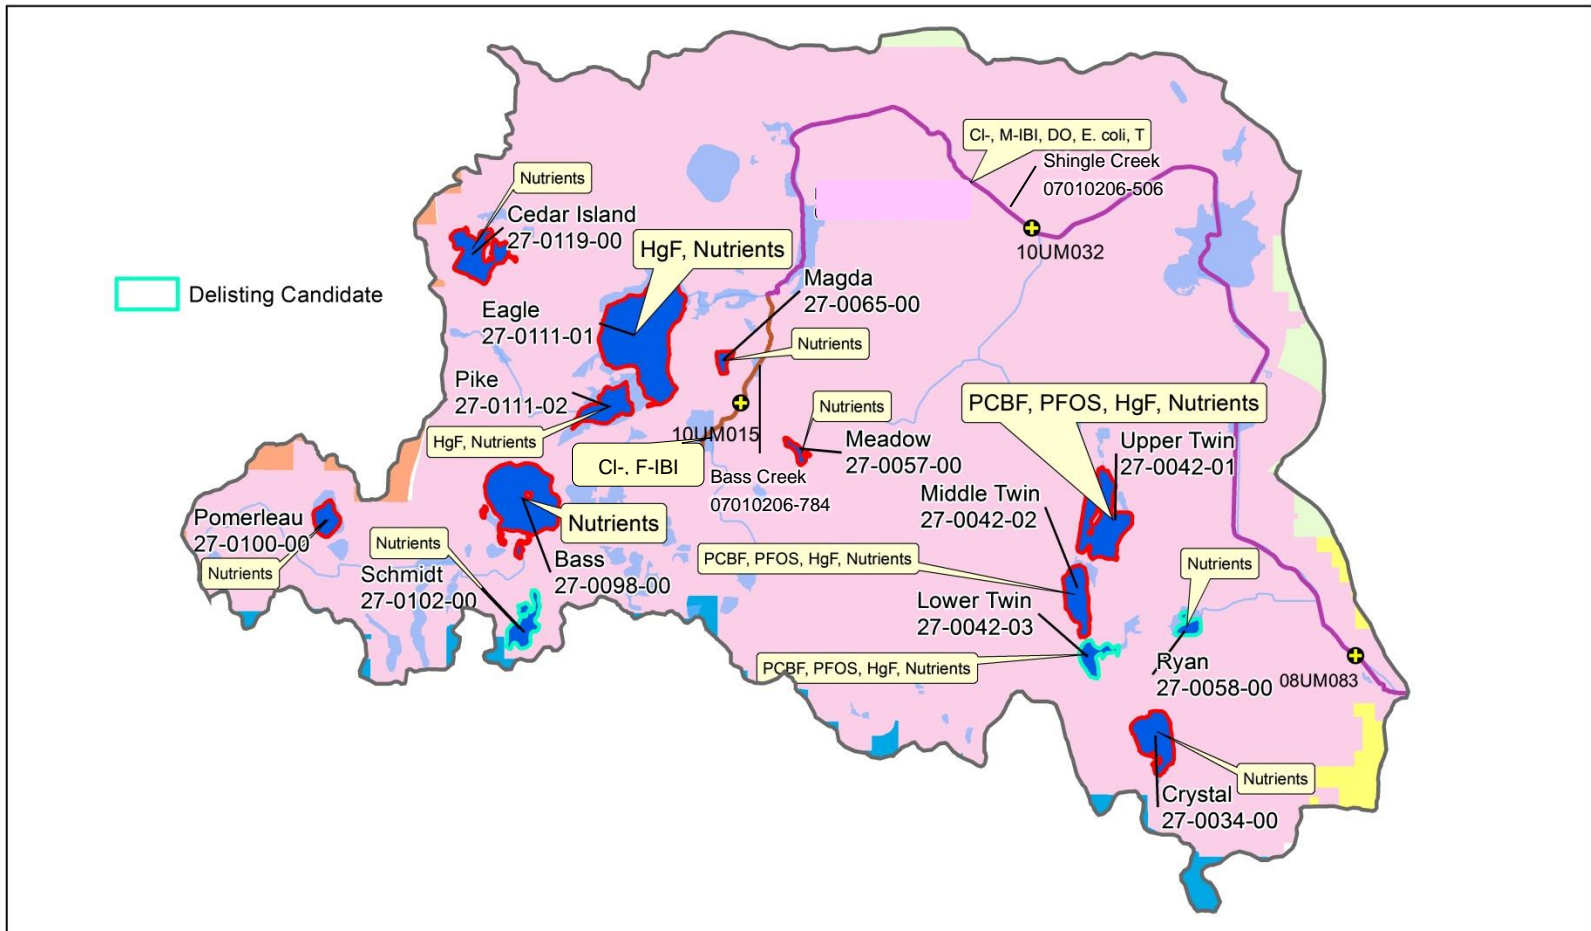 Cl-, M-IBI, DO, E. coli, T
Shingle Creek
07010206-506
Nutrients
Cedar Island
27-0119-00
10UM032
HgF, Nutrients
Magda
27-0065-00
Delisting Candidate
Eagle
27-0111-01
Nutrients
Pike
27-0111-02
Nutrients
PCBF, PFOS, HgF, Nutrients
HgF, Nutrients
10UM015
Meadow
27-0057-00
Upper Twin
27-0042-01
Cl-, F-IBI
Bass Creek
07010206-784
Middle Twin
27-0042-02
Pomerleau
27-0100-00
Nutrients
Nutrients
Nutrients
Schmidt
27-0102-00
Bass
27-0098-00
PCBF, PFOS, HgF, Nutrients
Nutrients
Lower Twin
27-0042-03
PCBF, PFOS, HgF, Nutrients
Ryan
27-0058-00
08UM083
Nutrients
Crystal
27-0034-00